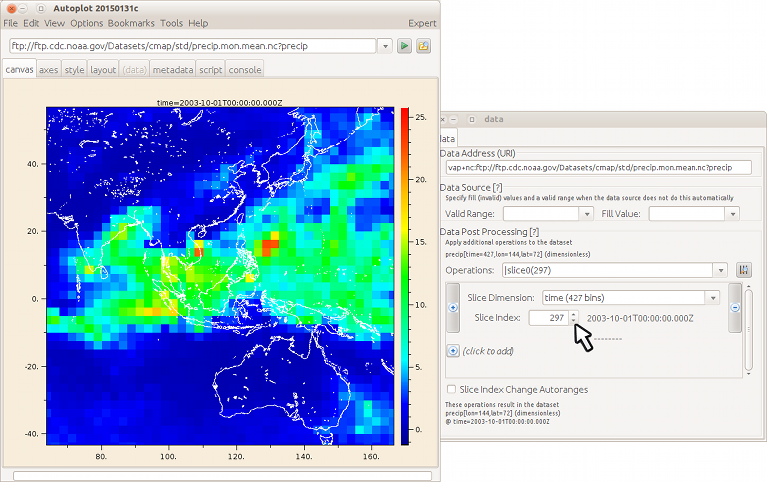 Autoplot 20150131c
File Edit View Options Bookmarks Tools Help Expert
ftp://ftp.cdc.noaa.gov/Datasets/cmap/std/precip.mon.mean.nc?precip
canvas axes style layout (data) metadata script console
time=2003-10-01T00:00:00.000Z
40.
20.
0.
-20.
-40.
80. 100. 120. 140. 160.
25.
20.
15.
10.
5.
0.
data
data
Data Address (URI)
vap+nc:ftp://ftp.cdc.noaa.gov/Datasets/cmap/std/precip.mon.mean.nc?precip
Data Source [?]
Specify fill (invalid) values and a valid range when the data source does not do this automatically
Valid Range: Fill Value:
Data Post Processing [?]
Apply additional operations to the dataset
precip[time=427,lon=144,lat=72] (dimensionless)
Operations: |slice0(297)
Slice Dimension: time (427 bins)
Slice Index: 297 2003-10-01T00:00:00.000Z
--------
(click to add)
Slice Index Change Autoranges
These operations result in the dataset
precip[lon=144,lat=72] (dimensionless)
@ time=2003-10-01T00:00:00.000Z